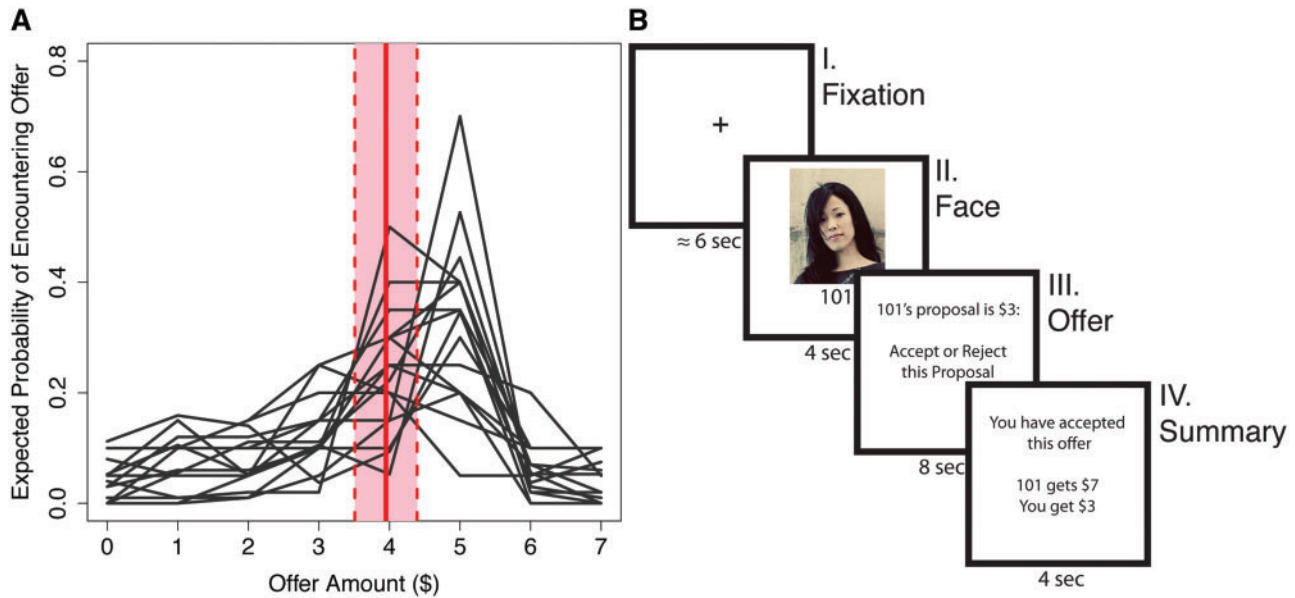 A
Expected Probability of Encountering Offer
0.8
0.6
0.4
0.2
0.0
0 1 2 3 4 5 6 7
Offer Amount ($)
B
+
I.
Fixation
≈ 6 sec
101
II.
Face
4 sec
101's proposal is $3:
Accept or Reject
this Proposal
III.
Offer
8 sec
You have accepted
this offer
101 gets $7
You get $3
IV.
Summary
4 sec